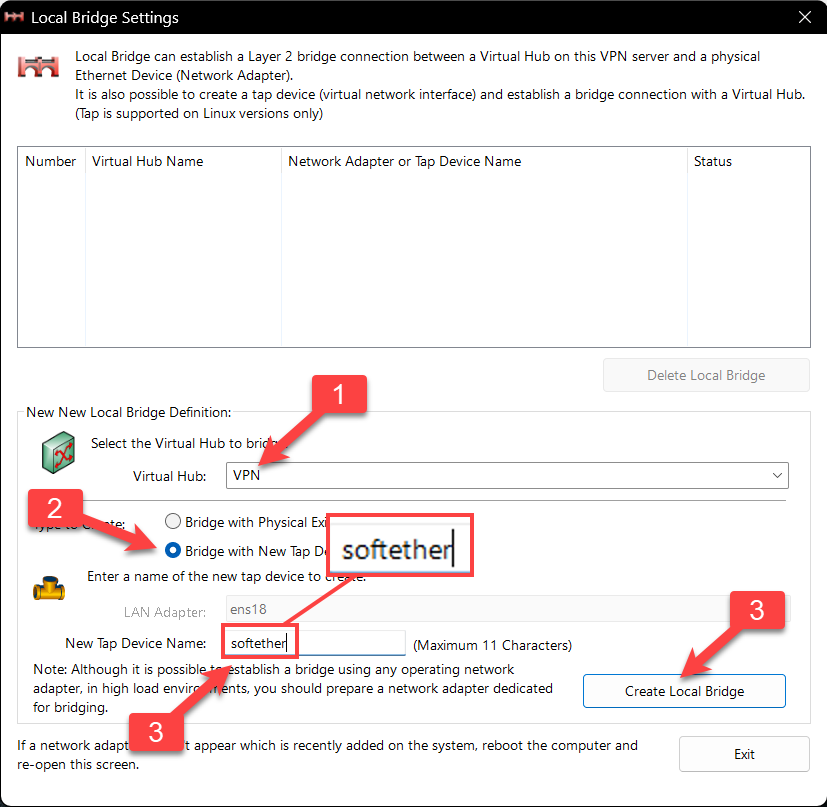 Local Bridge Settings
Local Bridge can establish a Layer 2 bridge connection between a Virtual Hub on this VPN server and a physical
Ethernet Device (Network Adapter).
It is also possible to create a tap device (virtual network interface) and establish a bridge connection with a Virtual Hub.
(Tap is supported on Linux versions only)
Number Virtual Hub Name Network Adapter or Tap Device Name Status
Delete Local Bridge
1
New New Local Bridge Definition:
Select the Virtual Hub to bridge
Virtual Hub: VPN
2
Type to Create: Bridge with Physical Exi
softether
Bridge with New Tap De
Enter a name of the new tap device to create.
LAN Adapter: ens18
3
New Tap Device Name: softether (Maximum 11 Characters)
Note: Although it is possible to establish a bridge using any operating network
adapter, in high load environments, you should prepare a network adapter dedicated
for bridging.
Create Local Bridge
3
If a network adapt t appear which is recently added on the system, reboot the computer and
re-open this screen.
Exit